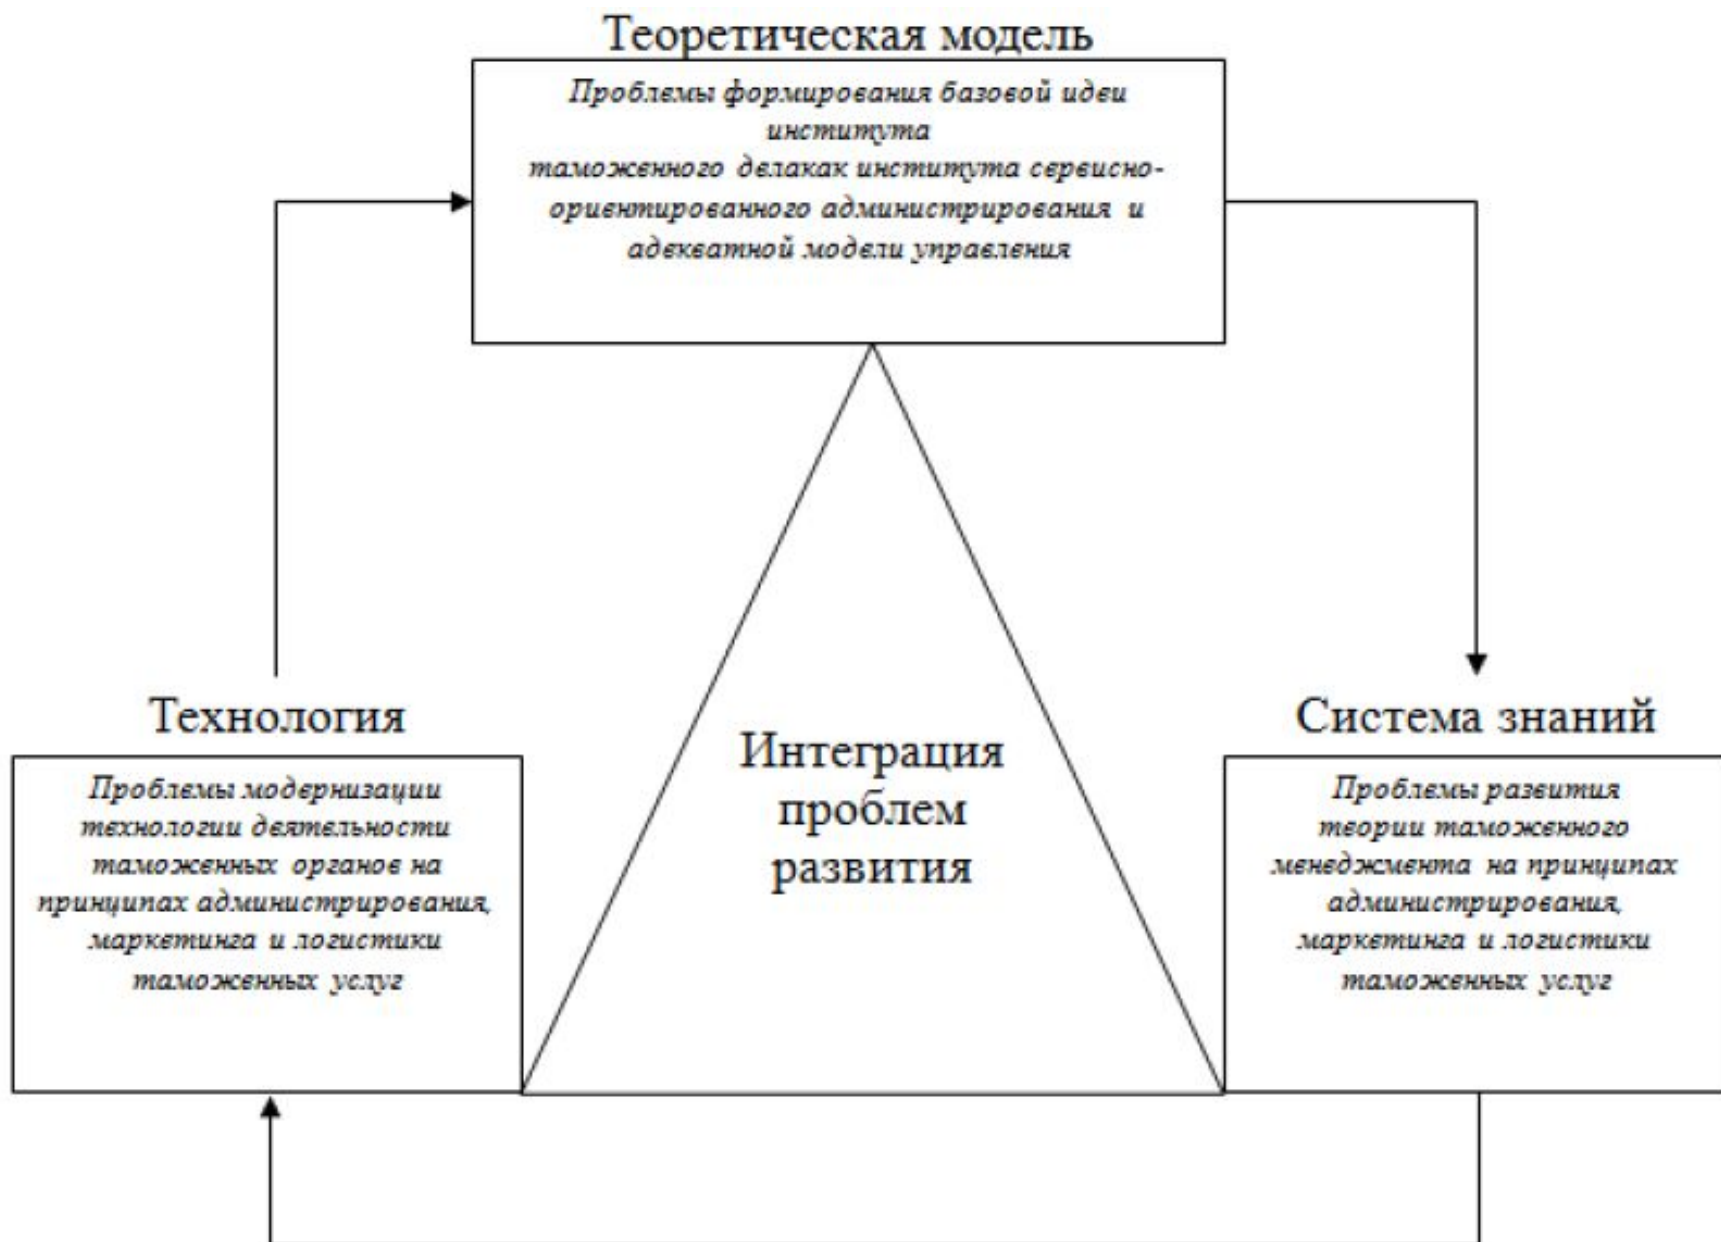 Теоретическая модель
Проблемы формирования базовой идеи
института
таможенного делакак института сервисно-
ориентированного администрирования и
адекватной модели управления
Технология
Проблемы модернизации
технологии деятельности
таможенных органов на
принципах администрирования,
маркетинга и логистики
таможенных услуг
Интеграция
проблем
развития
Система знаний
Проблемы развития
теории таможенного
менеджмента на принципах
администрирования,
маркетинга и логистики
таможенных услуг